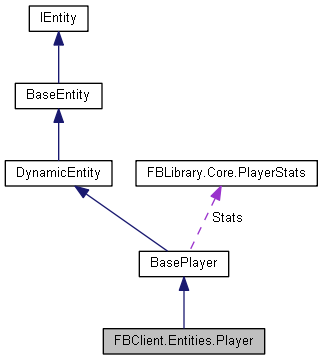 IEntity
BaseEntity
DynamicEntity
FBLibrary.Core.PlayerStats
Stats
BasePlayer
FBClient.Entities.Player